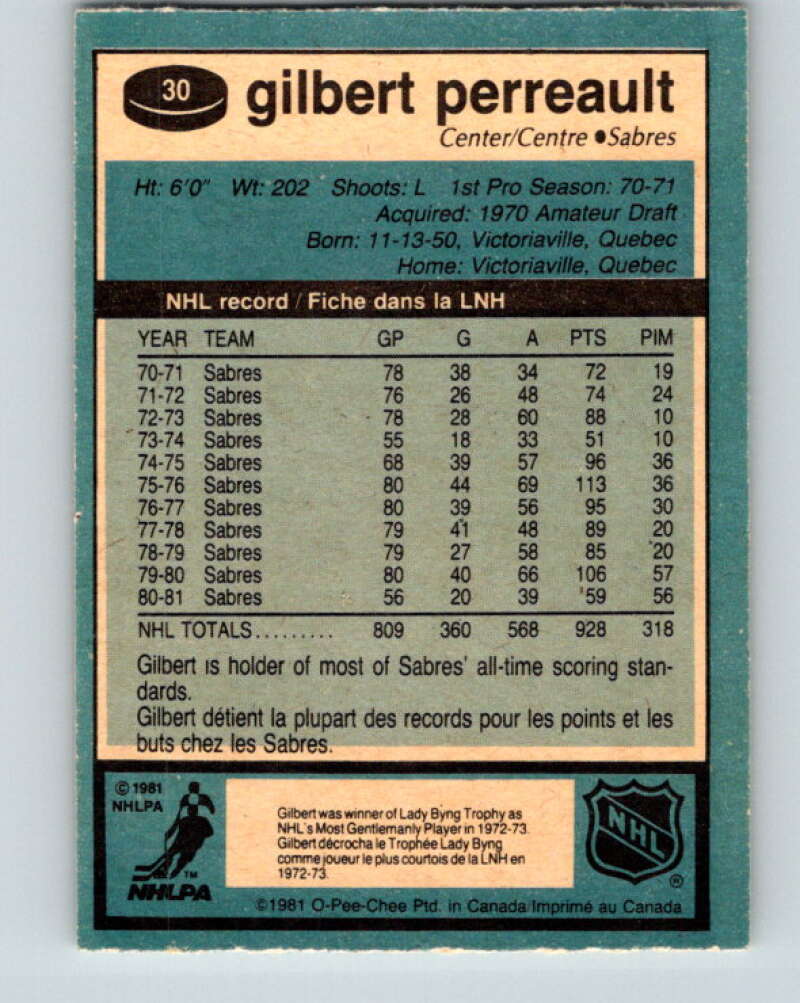 30
gilbert perreault
Center/Centre •Sabres
Ht: 6'0" Wt: 202 Shoots: L 1st Pro Season: 70-71
Acquired: 1970 Amateur Draft
Born: 11-13-50, Victoriaville, Quebec
Home: Victoriaville, Quebec
NHL record / Fiche dans la LNH
YEAR TEAM GP G A PTS PIM
70-71 Sabres 78 38 34 72 19
71-72 Sabres 76 26 48 74 24
72-73 Sabres 78 28 60 88 10
73-74 Sabres 55 18 33 51 10
74-75 Sabres 68 39 57 96 36
75-76 Sabres 80 44 69 113 36
76-77 Sabres 80 39 56 95 30
77-78 Sabres 79 41 48 89 20
78-79 Sabres 79 27 58 85 20
79-80 Sabres 80 40 66 106 57
80-81 Sabres 56 20 39 59 56
NHL TOTALS......... 809 360 568 928 318
Gilbert is holder of most of Sabres' all-time scoring stan-
dards.
Gilbert détient la plupart des records pour les points et les
buts chez les Sabres.
© 1981
NHLPA
TM
NHLPA
Gilbert was winner of Lady Byng Trophy as
NHL's Most Gentlemanly Player in 1972-73.
Gilbert décrocha le Trophée Lady Byng
comme joueur le plus courtois de la LNH en
1972-73.
NHL
®
©1981 O-Pee-Chee Ptd. in Canada/Imprimé au Canada